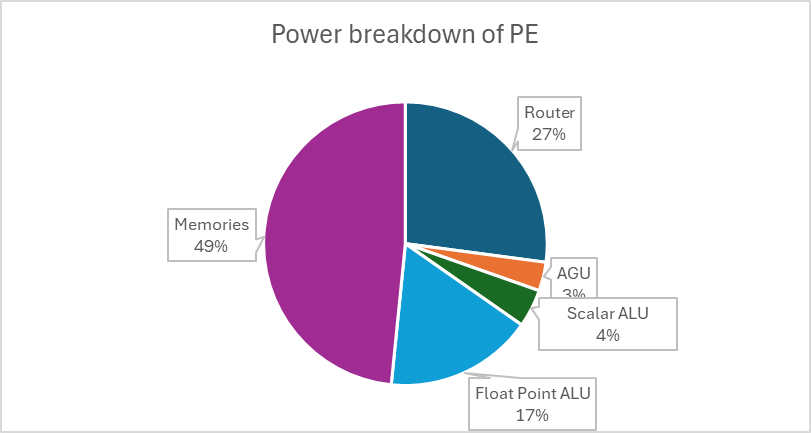 Power breakdown of PE
Router
27%
AGU
3%
Scalar ALU
4%
Float Point ALU
17%
Memories
49%